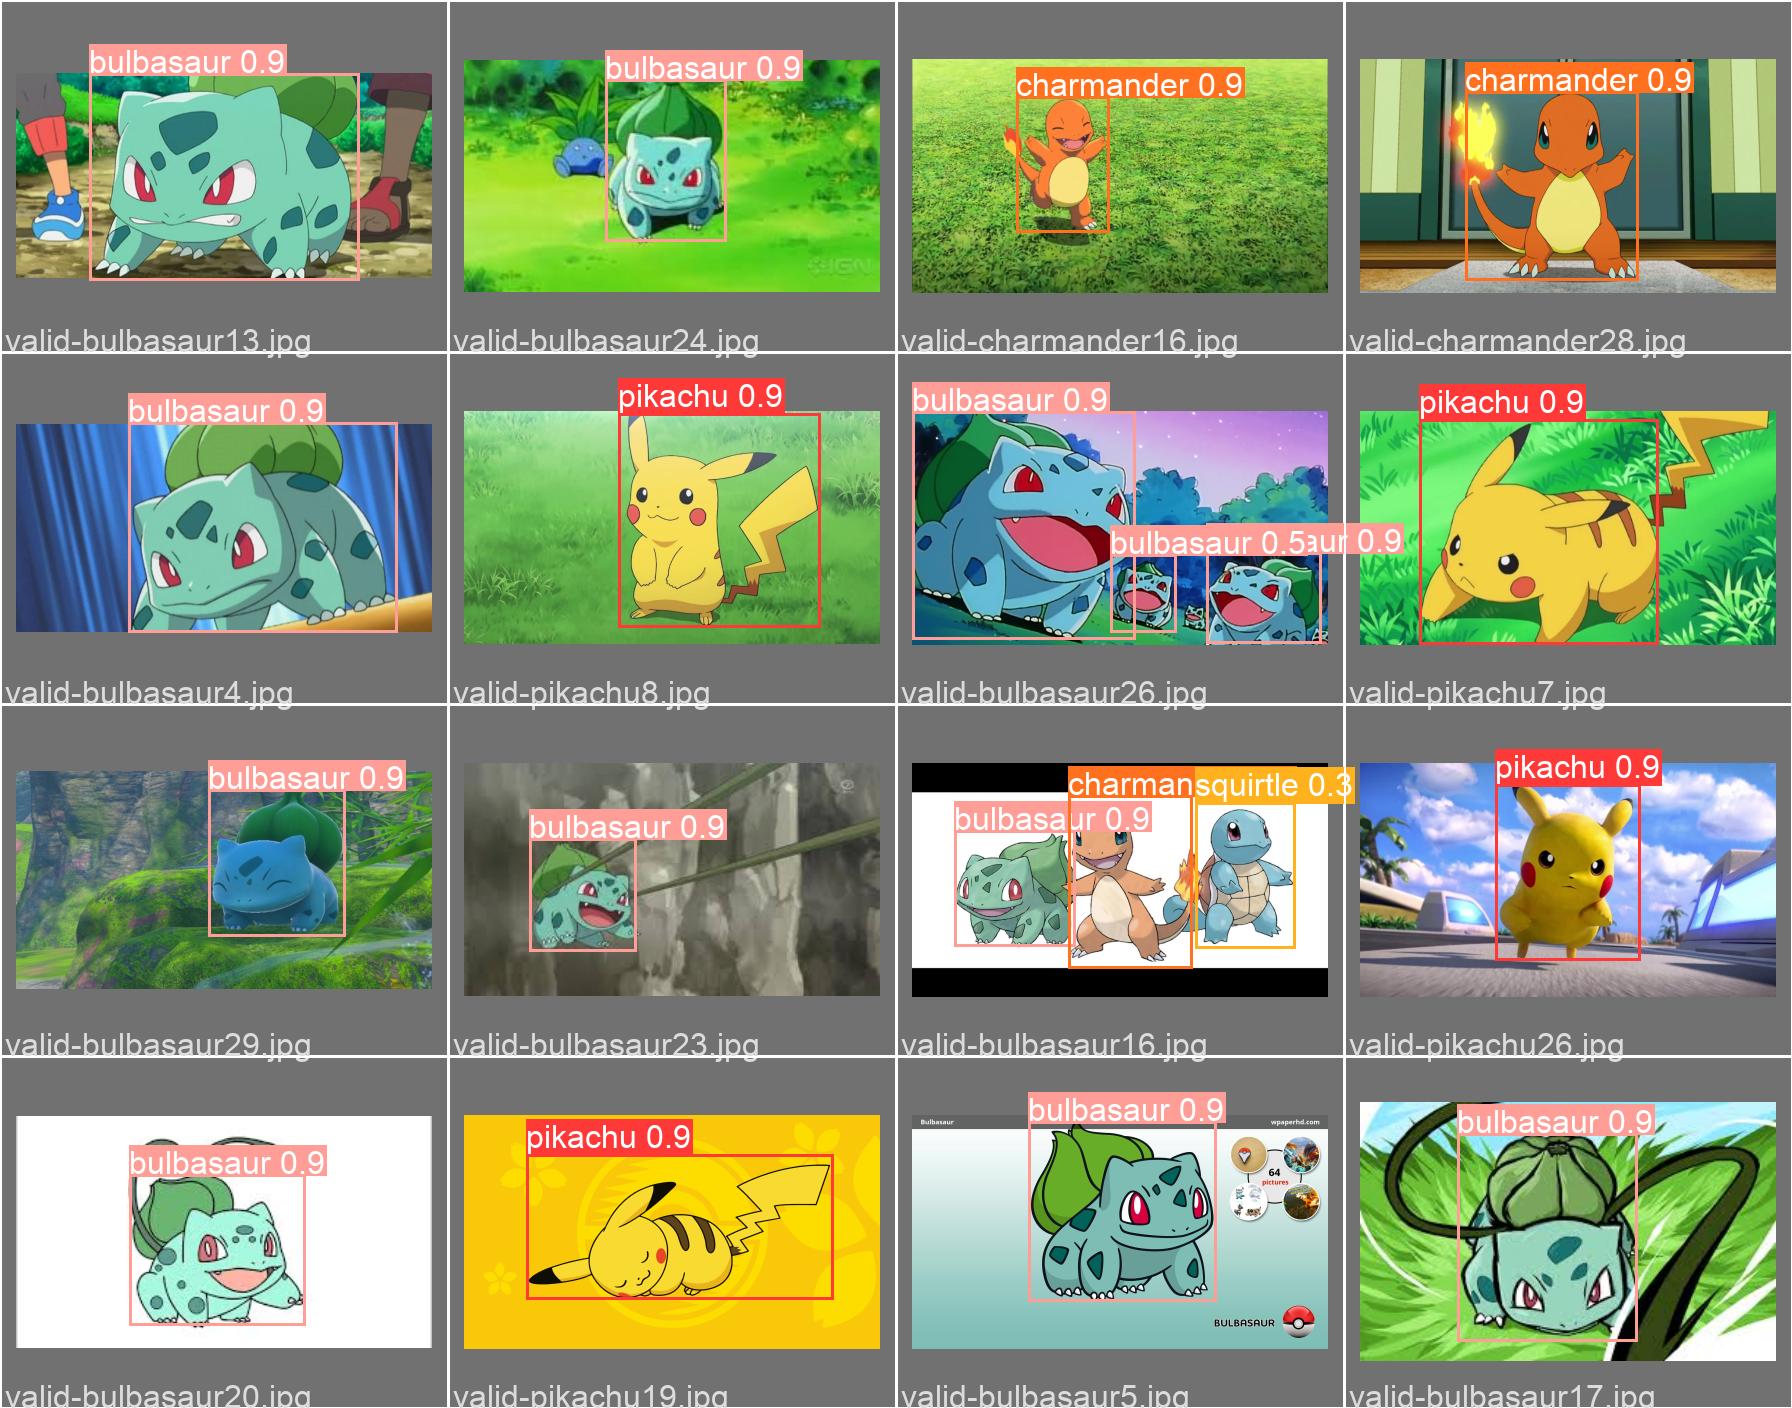 bulbasaur 0.9
bulbasaur 0.9
charmander 0.9
charmander 0.9
IGN
valid-bulbasaur13.jpg
valid-bulbasaur24.jpg
valid-charmander16.jpg
valid-charmander28.jpg
bulbasaur 0.9
pikachu 0.9
bulbasaur 0.9
bulbasaur 0.5aur 0.9
pikachu 0.9
valid-bulbasaur4.jpg
valid-pikachu8.jpg
valid-bulbasaur26.jpg
valid-pikachu7.jpg
bulbasaur 0.9
bulbasaur 0.9
charman
squirtle 0.3
bulbasaur 0.9
pikachu 0.9
valid-bulbasaur29.jpg
valid-bulbasaur23.jpg
valid-bulbasaur16.jpg
valid-pikachu26.jpg
bulbasaur 0.9
pikachu 0.9
bulbasaur 0.9
Bulbasaur
wpaperhd.com
64
pictures
BULBASAUR
bulbasaur 0.9
valid-bulbasaur20.jpg
valid-pikachu19.jpg
valid-bulbasaur5.jpg
valid-bulbasaur17.jpg